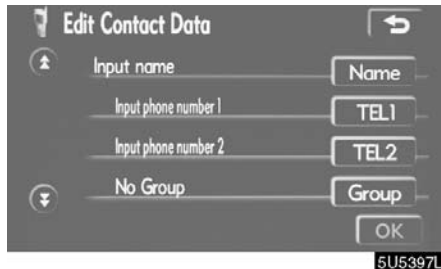 Edit Contact Data
Input name Name
Input phone number 1 TEL1
Input phone number 2 TEL2
No Group Group
OK
5U5397L